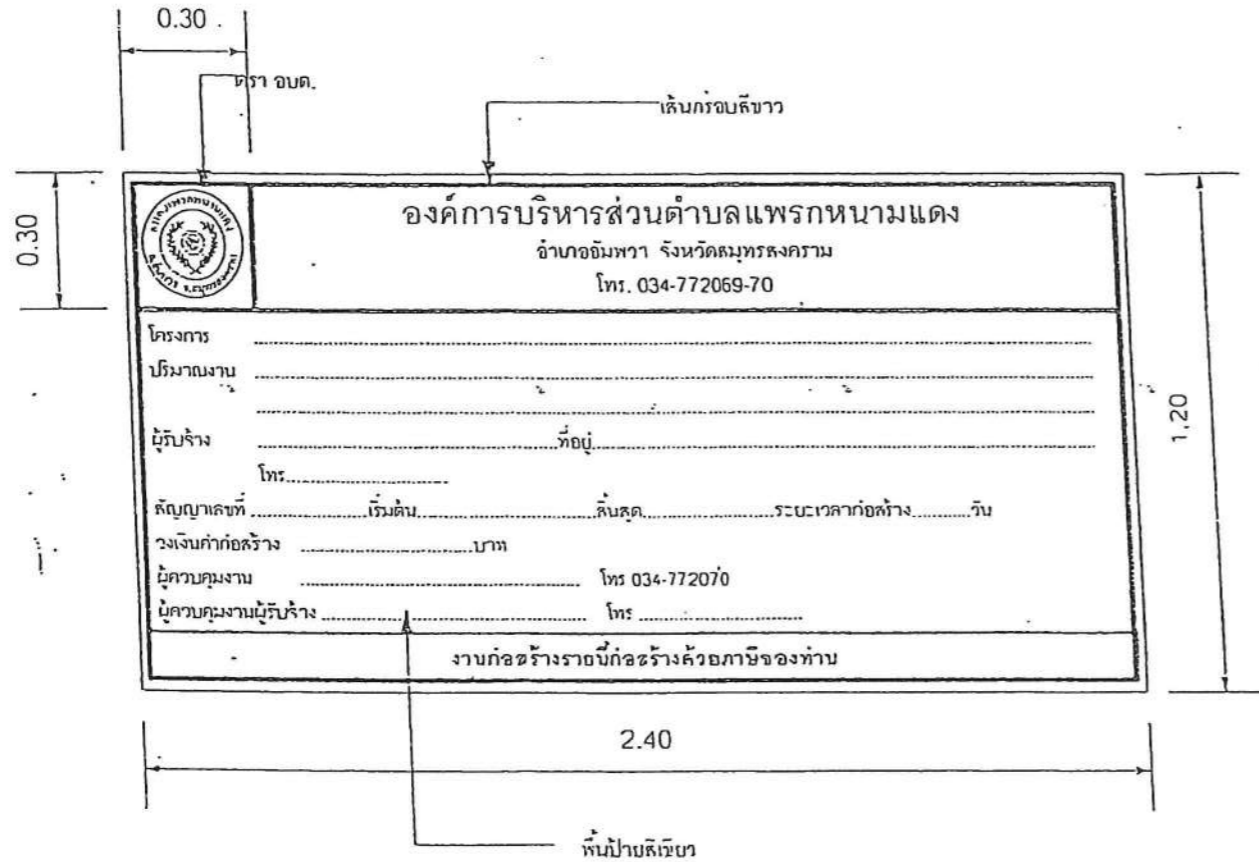 0.30
ตรา อบต.
เส้นกรอบสีขาว
0.30
องค์การบริหารส่วนตำบลแพรกหนามแดง
อำเภออัมพวา จังหวัดสมุทรสงคราม
โทร. 034-772069-70
โครงการ
ปริมาณงาน
ผู้รับจ้าง ที่อยู่
โทร
สัญญาเลขที่ เริ่มต้น สิ้นสุด ระยะเวลาก่อสร้าง วัน
วงเงินค่าก่อสร้าง บาท
ผู้ควบคุมงาน โทร 034-772070
ผู้ควบคุมงานผู้รับจ้าง โทร
งานก่อสร้างรายนี้ก่อสร้างด้วยภาษีของท่าน
1.20
2.40
พื้นป้ายสีเขียว